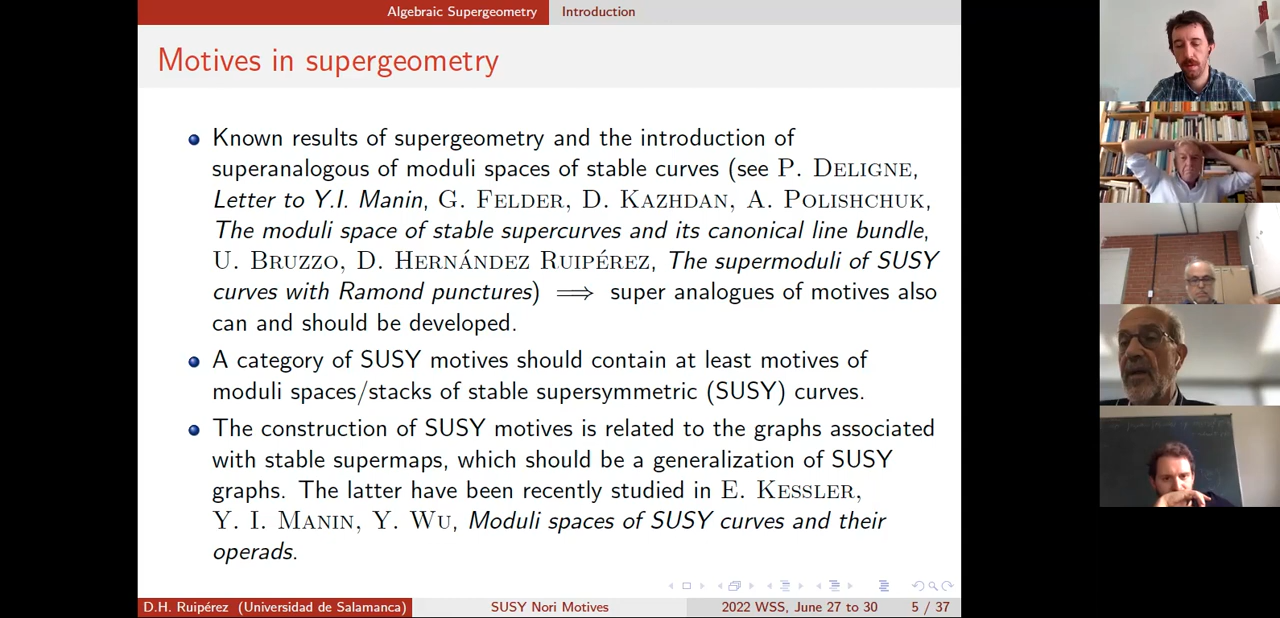 Algebraic Supergeometry Introduction
Motives in supergeometry
Known results of supergeometry and the introduction of
superanalogous of moduli spaces of stable curves (see P. DELIGNE,
Letter to Y.I. Manin, G. FELDER, D. KAZHDAN, A. POLISHCHUK,
The moduli space of stable supercurves and its canonical line bundle,
U. BRUZZO, D. HERNÁNDEZ RUIPÉREZ, The supermoduli of SUSY
curves with Ramond punctures) ⟹ super analogues of motives also
can and should be developed.
A category of SUSY motives should contain at least motives of
moduli spaces/stacks of stable supersymmetric (SUSY) curves.
The construction of SUSY motives is related to the graphs associated
with stable supermaps, which should be a generalization of SUSY
graphs. The latter have been recently studied in E. KESSLER,
Y. I. MANIN, Y. WU, Moduli spaces of SUSY curves and their
operads.
D.H. Ruipérez (Universidad de Salamanca) SUSY Nori Motives 2022 WSS, June 27 to 30 5 / 37